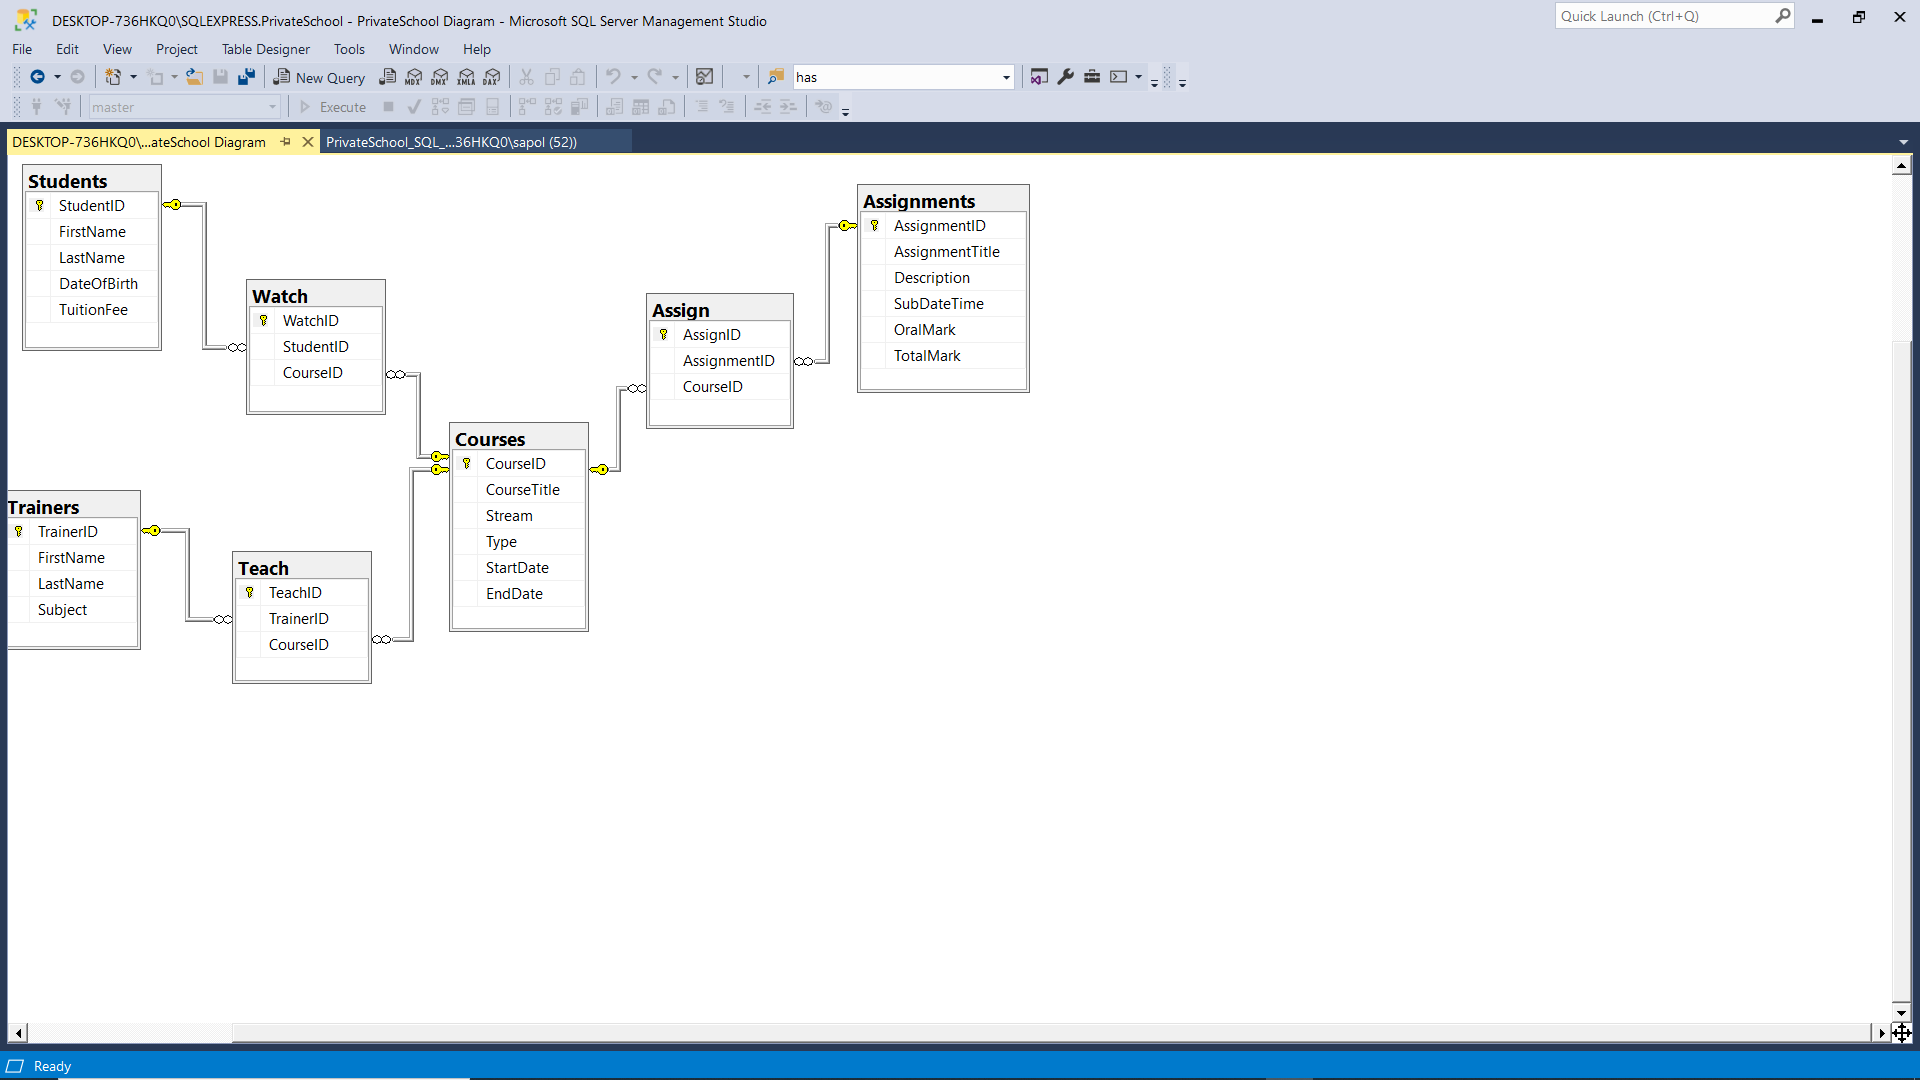 DESKTOP-736HKQ0\SQLEXPRESS.PrivateSchool - PrivateSchool Diagram - Microsoft SQL Server Management Studio
Quick Launch (Ctrl+Q)
File Edit View Project Table Designer Tools Window Help
New Query MDX DMX XMLA DAX has
master Execute
DESKTOP-736HKQ0\...ateSchool Diagram
PrivateSchool_SQL_...36HKQ0\sapol (52))
Students
StudentID
FirstName
LastName
DateOfBirth
TuitionFee
Watch
WatchID
StudentID
CourseID
Assign
AssignID
AssignmentID
CourseID
Assignments
AssignmentID
AssignmentTitle
Description
SubDateTime
OralMark
TotalMark
Courses
CourseID
CourseTitle
Stream
Type
StartDate
EndDate
Trainers
TrainerID
FirstName
LastName
Subject
Teach
TeachID
TrainerID
CourseID
Ready